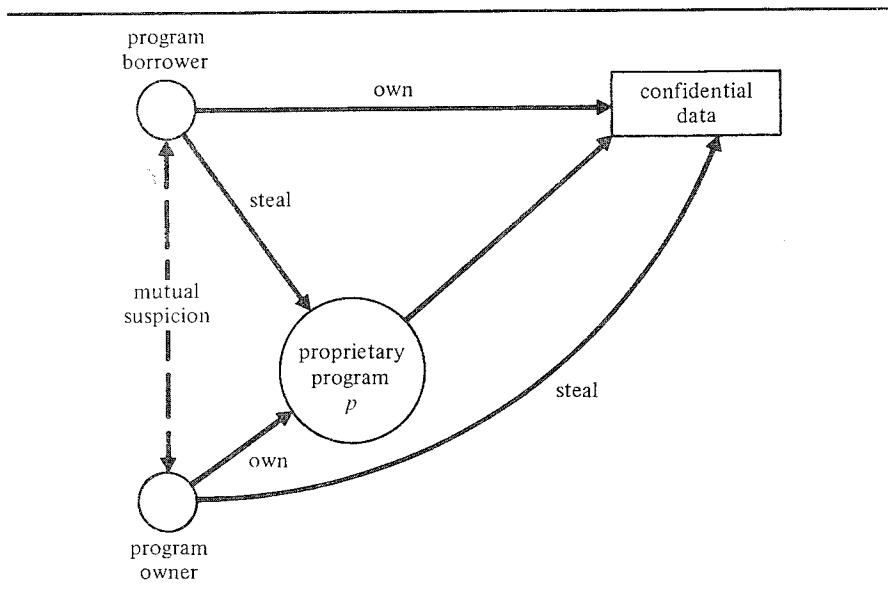 program
borrower
own
confidential
data
steal
mutual
suspicion
proprietary
program
p
steal
own
program
owner